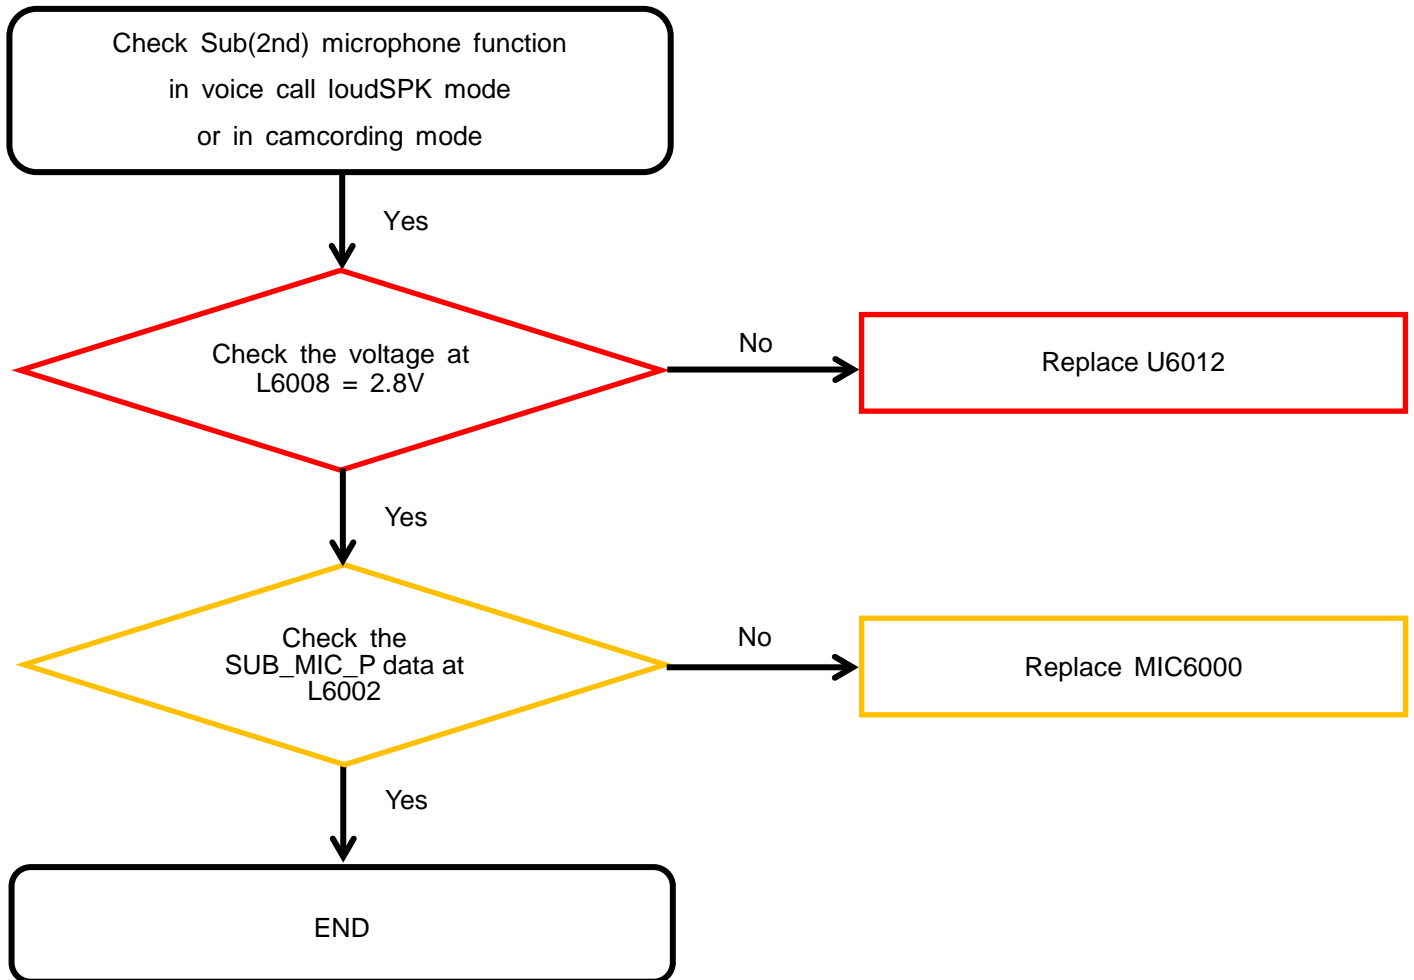 Check Sub(2nd) microphone function
in voice call loudSPK mode
or in camcording mode
Yes
Check the voltage at
L6008 = 2.8V
No
Replace U6012
Yes
Check the
SUB_MIC_P data at
L6002
No
Replace MIC6000
Yes
END